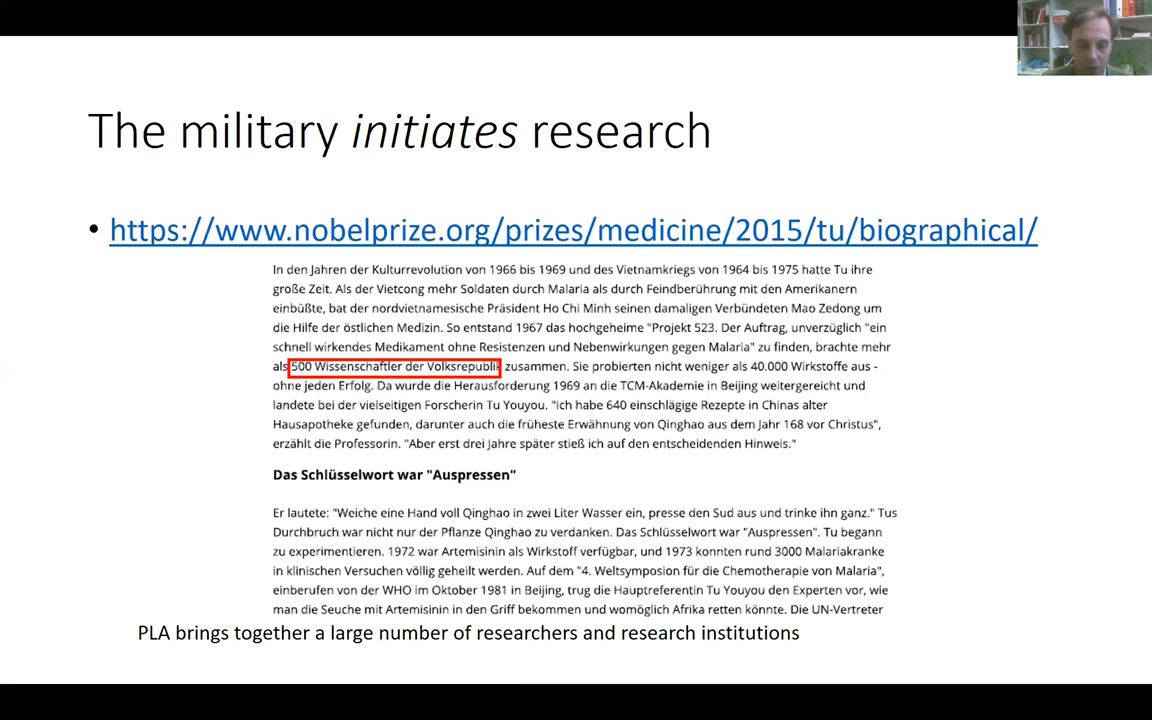 The military initiates research
• https://www.nobelprize.org/prizes/medicine/2015/tu/biographical/
In den Jahren der Kulturrevolution von 1966 bis 1969 und des Vietnamkriegs von 1964 bis 1975 hatte Tu ihre
große Zeit. Als der Vietcong mehr Soldaten durch Malaria als durch Feindberührung mit den Amerikanern
einbüßte, bat der nordvietnamesische Präsident Ho Chi Minh seinen damaligen Verbündeten Mao Zedong um
die Hilfe der östlichen Medizin. So entstand 1967 das hochgeheime "Projekt 523. Der Auftrag, unverzüglich "ein
schnell wirkendes Medikament ohne Resistenzen und Nebenwirkungen gegen Malaria" zu finden, brachte mehr
als 500 Wissenschaftler der Volksrepublik zusammen. Sie probierten nicht weniger als 40.000 Wirkstoffe aus -
ohne jeden Erfolg. Da wurde die Herausforderung 1969 an die TCM-Akademie in Beijing weitergereicht und
landete bei der vielseitigen Forscherin Tu Youyou. "Ich habe 640 einschlägige Rezepte in Chinas alter
Hausapotheke gefunden, darunter auch die früheste Erwähnung von Qinghao aus dem Jahr 168 vor Christus",
erzählt die Professorin. "Aber erst drei Jahre später stieß ich auf den entscheidenden Hinweis."
Das Schlüsselwort war "Auspressen"
Er lautete: "Weiche eine Hand voll Qinghao in zwei Liter Wasser ein, presse den Sud aus und trinke ihn ganz." Tus
Durchbruch war nicht nur der Pflanze Qinghao zu verdanken. Das Schlüsselwort war "Auspressen". Tu begann
zu experimentieren. 1972 war Artemisinin als Wirkstoff verfügbar, und 1973 konnten rund 3000 Malariakranke
in klinischen Versuchen völlig geheilt werden. Auf dem "4. Weltsymposion für die Chemotherapie von Malaria",
einberufen von der WHO im Oktober 1981 in Beijing, trug die Hauptreferentin Tu Youyou den Experten vor, wie
man die Seuche mit Artemisinin in den Griff bekommen und womöglich Afrika retten könnte. Die UN-Vertreter
PLA brings together a large number of researchers and research institutions